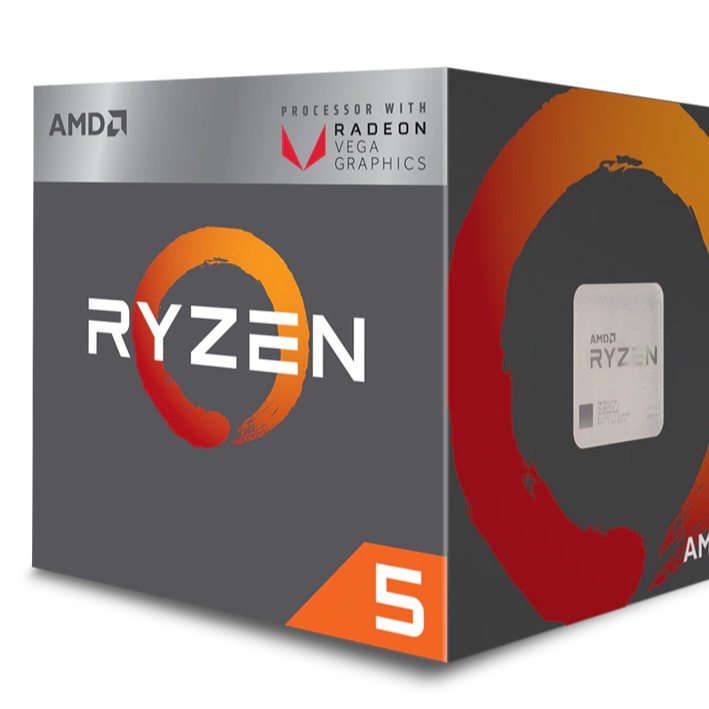 AMD
PROCESSOR WITH
RADEON
VEGA
GRAPHICS
RYZEN
5
AMD
RYZEN
AM